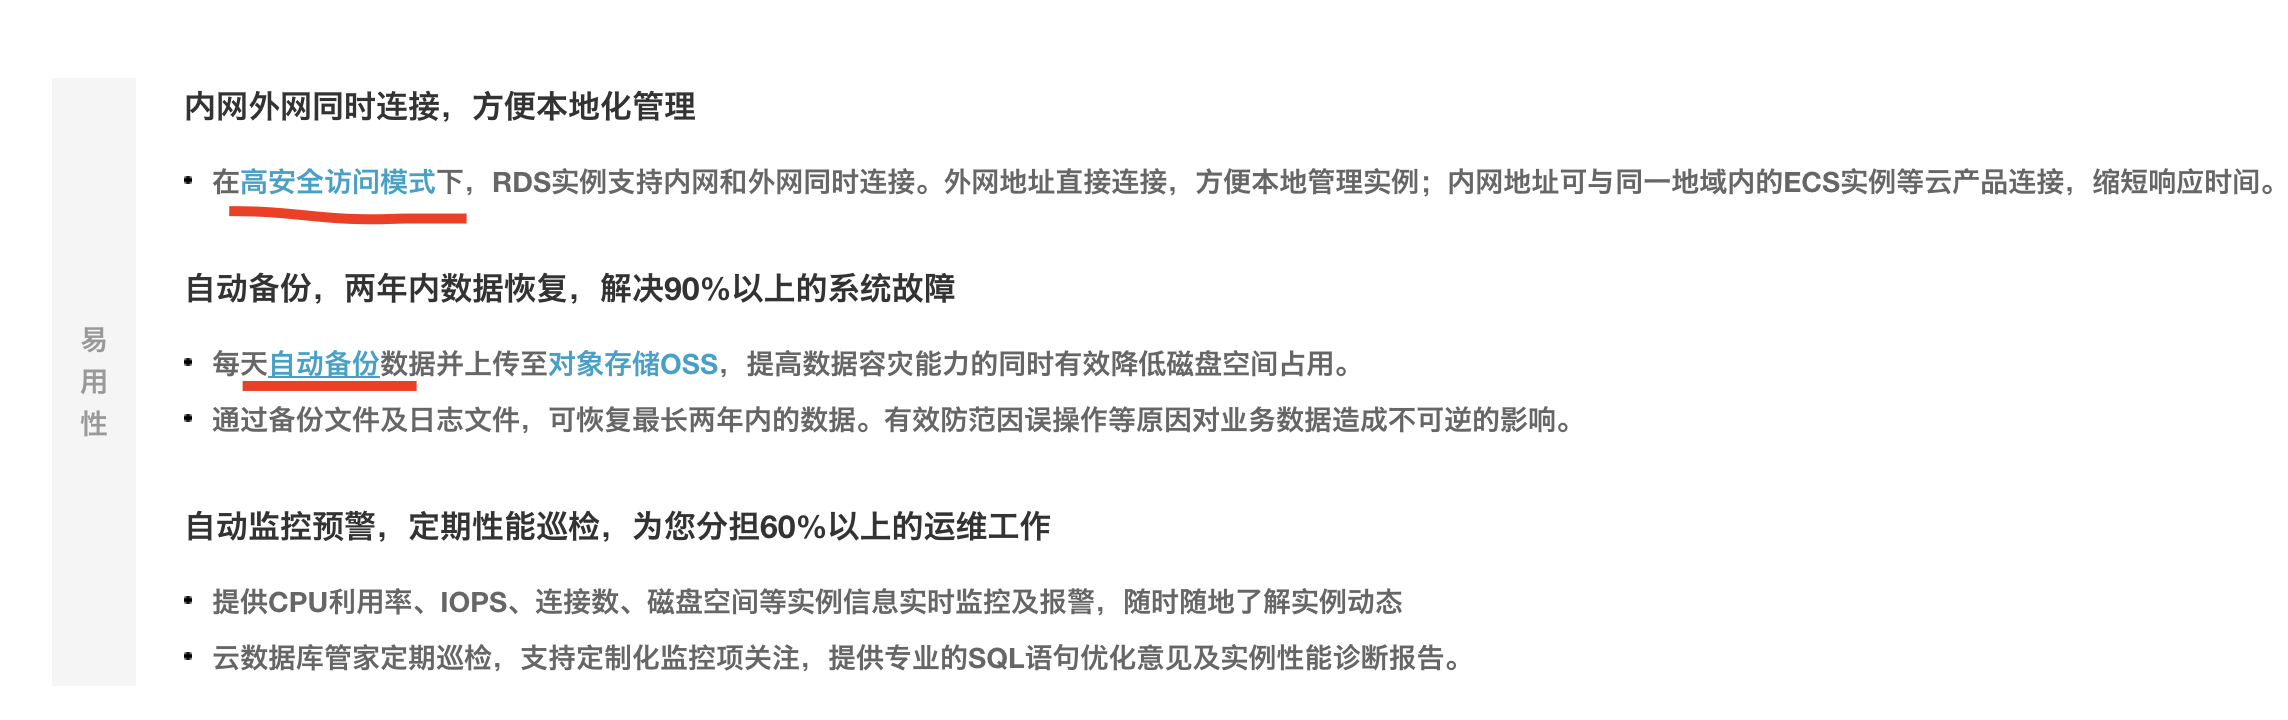 内网外网同时连接，方便本地化管理
在高安全访问模式下，RDS实例支持内网和外网同时连接。外网地址直接连接，方便本地管理实例；内网地址可与同一地域内的ECS实例等云产品连接，缩短响应时间。
自动备份，两年内数据恢复，解决90%以上的系统故障
易用性
每天自动备份数据并上传至对象存储OSS，提高数据容灾能力的同时有效降低磁盘空间占用。
通过备份文件及日志文件，可恢复最长两年内的数据。有效防范因误操作等原因对业务数据造成不可逆的影响。
自动监控预警，定期性能巡检，为您分担60%以上的运维工作
提供CPU利用率、IOPS、连接数、磁盘空间等实例信息实时监控及报警，随时随地了解实例动态
云数据库管家定期巡检，支持定制化监控项关注，提供专业的SQL语句优化意见及实例性能诊断报告。